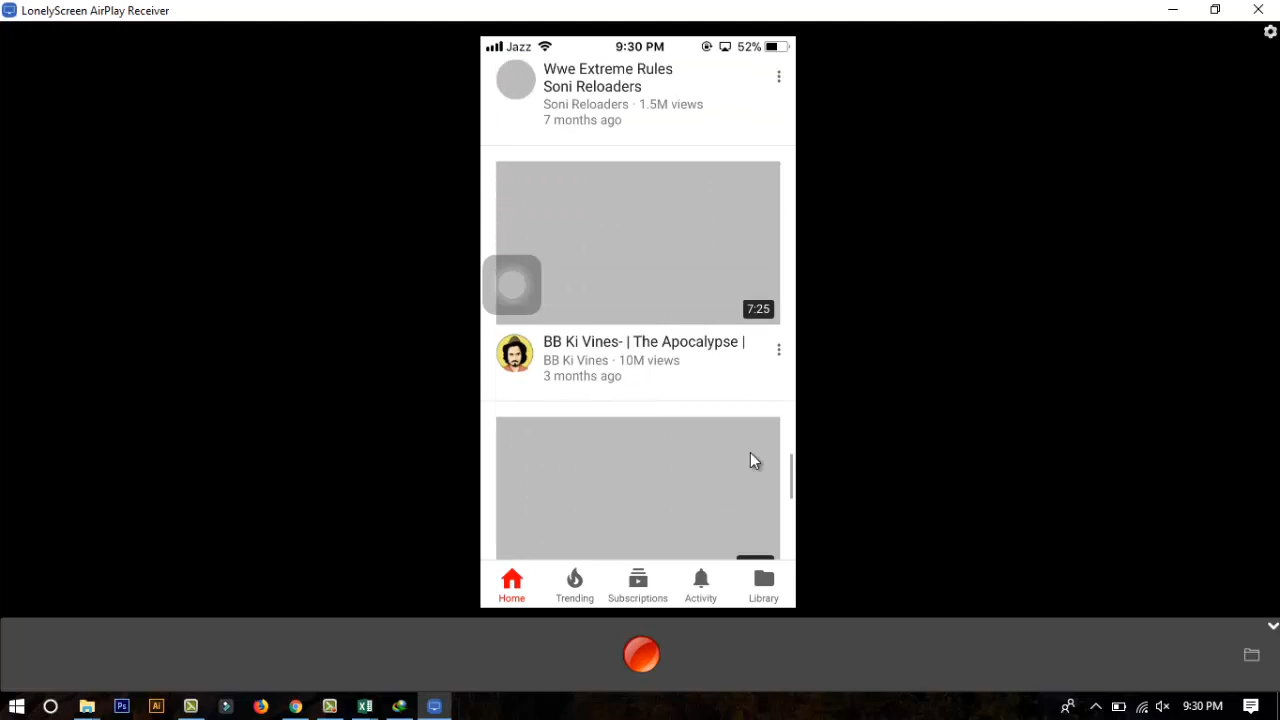 LonelyScreen AirPlay Receiver
Jazz 9:30 PM 52%
Wwe Extreme Rules
Soni Reloaders
Soni Reloaders · 1.5M views
7 months ago
7:25
BB Ki Vines- | The Apocalypse |
BB Ki Vines · 10M views
3 months ago
Home Trending Subscriptions Activity Library
Ps Ai 9:30 PM